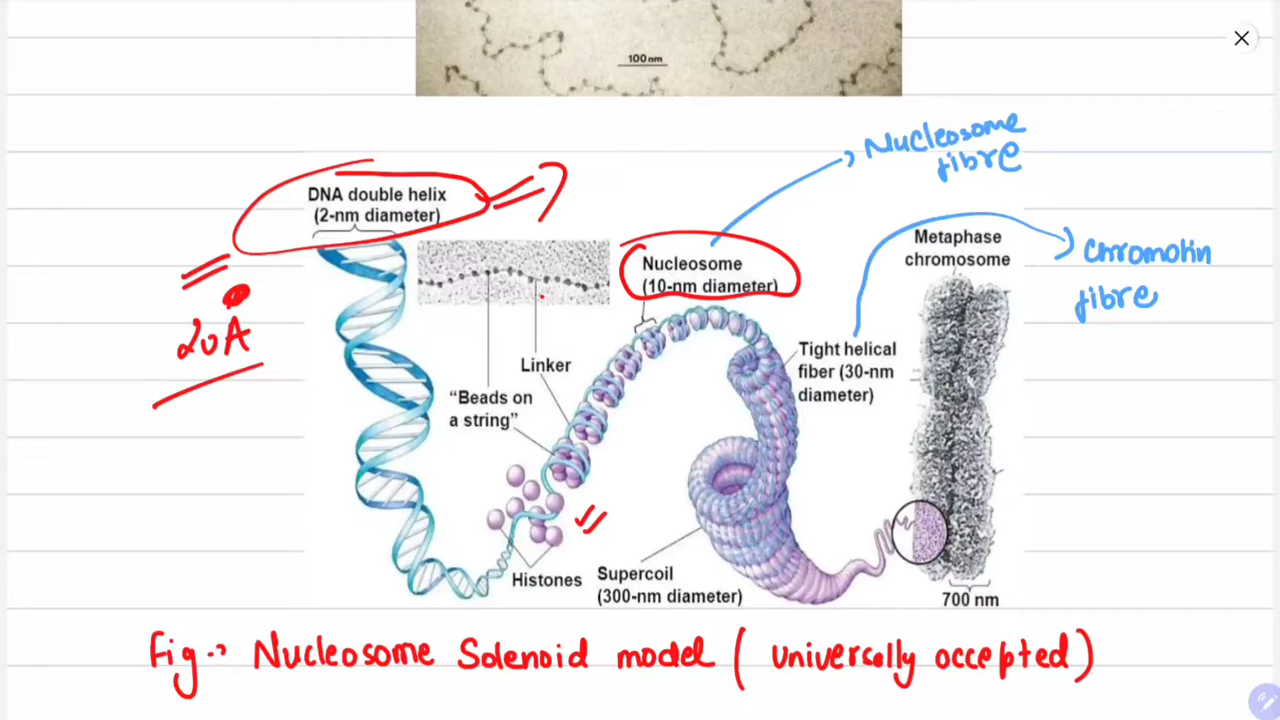 100 nm
Nucleosome
fibre
DNA double helix
(2-nm diameter)
Nucleosome
(10-nm diameter)
Metaphase
chromosome
Chromotin
fibre
20A
Linker
Tight helical
fiber (30-nm
diameter)
"Beads on
a string"
Histones
Supercoil
(300-nm diameter)
700 nm
Fig:- Nucleosome Solenoid model ( universally accepted)